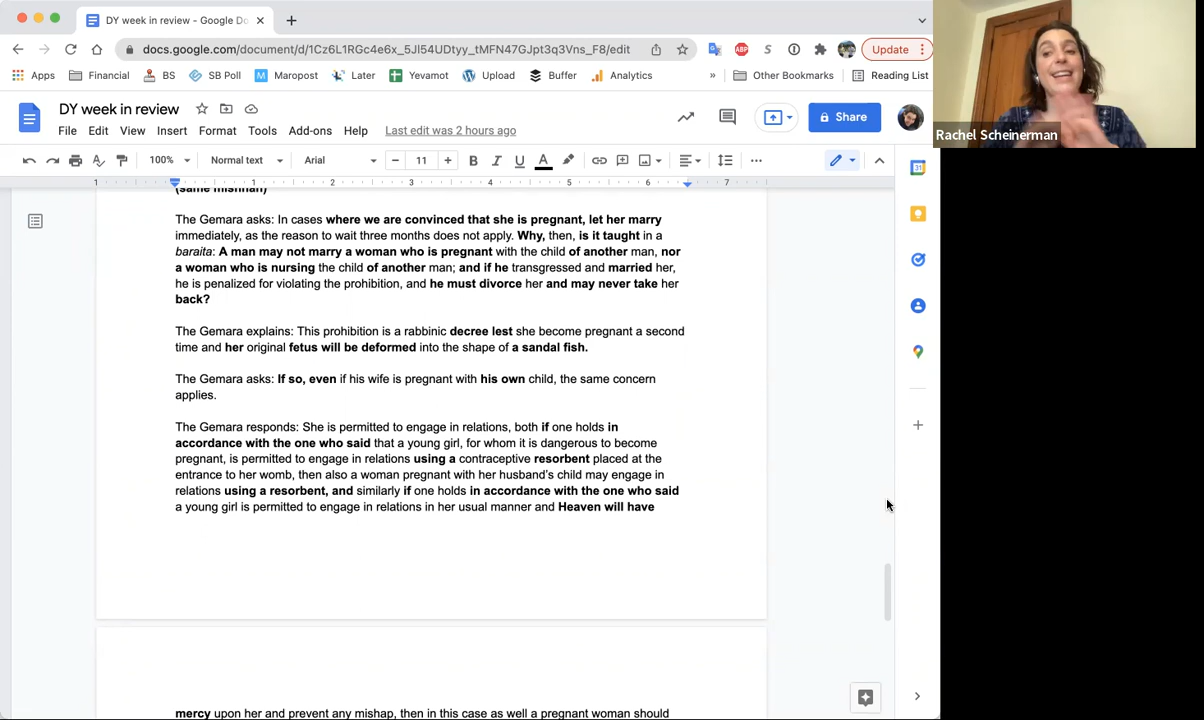 DY week in review - Google Do
docs.google.com/document/d/1Cz6L1RGc4e6x_5Jl54UDtyy_tMFN47GJpt3q3Vns_F8/edit
ABP
S
Update
Apps
Financial
BS
SB Poll
Maropost
Later
Yevamot
Upload
Buffer
Analytics
»
Other Bookmarks
Reading List
Rachel Scheinerman
DY week in review
File Edit View Insert Format Tools Add-ons Help Last edit was 2 hours ago
Share
100% Normal text Arial - 11 + B I U A
1 1 2 3 4 5 6 7
(same mishnah)
The Gemara asks: In cases where we are convinced that she is pregnant, let her marry
immediately, as the reason to wait three months does not apply. Why, then, is it taught in a
baraita: A man may not marry a woman who is pregnant with the child of another man, nor
a woman who is nursing the child of another man; and if he transgressed and married her,
he is penalized for violating the prohibition, and he must divorce her and may never take her
back?
The Gemara explains: This prohibition is a rabbinic decree lest she become pregnant a second
time and her original fetus will be deformed into the shape of a sandal fish.
The Gemara asks: If so, even if his wife is pregnant with his own child, the same concern
applies.
The Gemara responds: She is permitted to engage in relations, both if one holds in
accordance with the one who said that a young girl, for whom it is dangerous to become
pregnant, is permitted to engage in relations using a contraceptive resorbent placed at the
entrance to her womb, then also a woman pregnant with her husband's child may engage in
relations using a resorbent, and similarly if one holds in accordance with the one who said
a young girl is permitted to engage in relations in her usual manner and Heaven will have
mercy upon her and prevent any mishap, then in this case as well a pregnant woman should